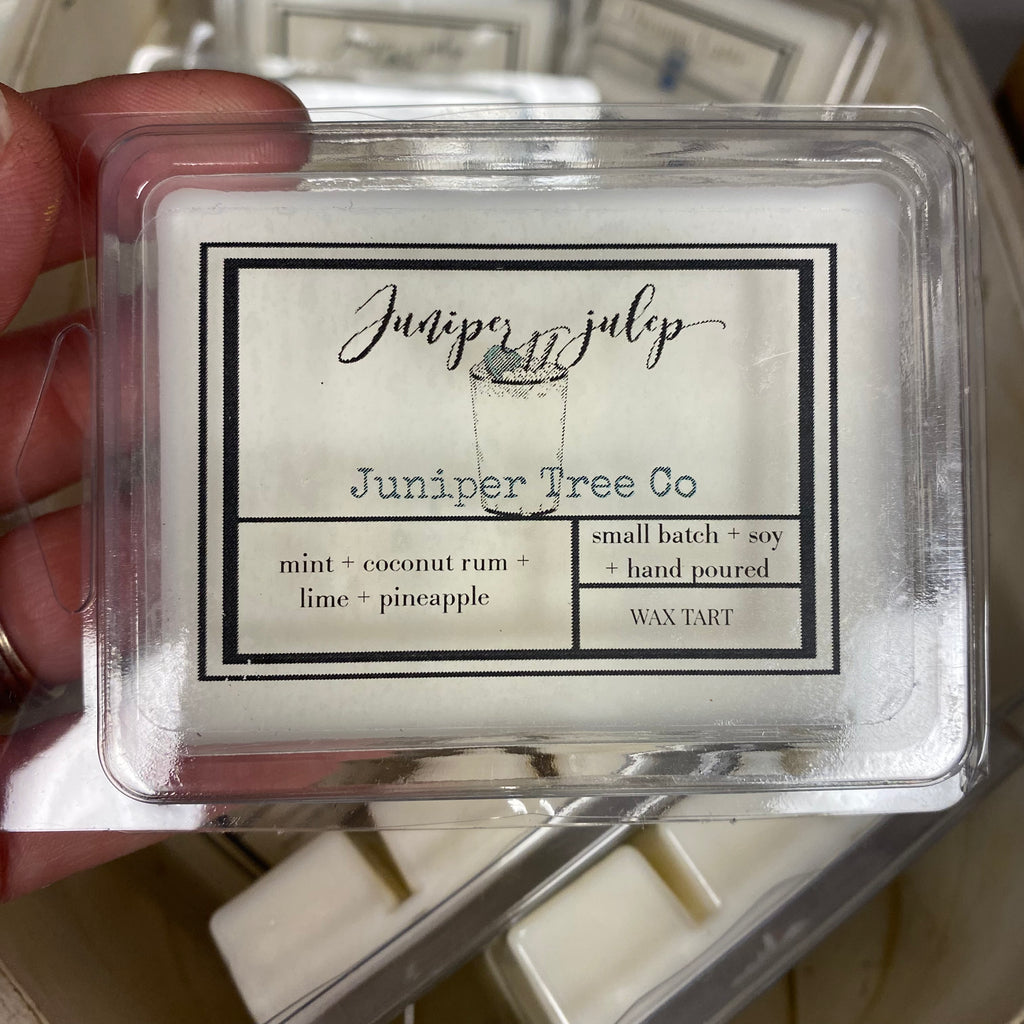 Juniper julep
Juniper Tree Co
mint + coconut rum +
lime + pineapple
small batch + soy
+ hand poured
WAX TART